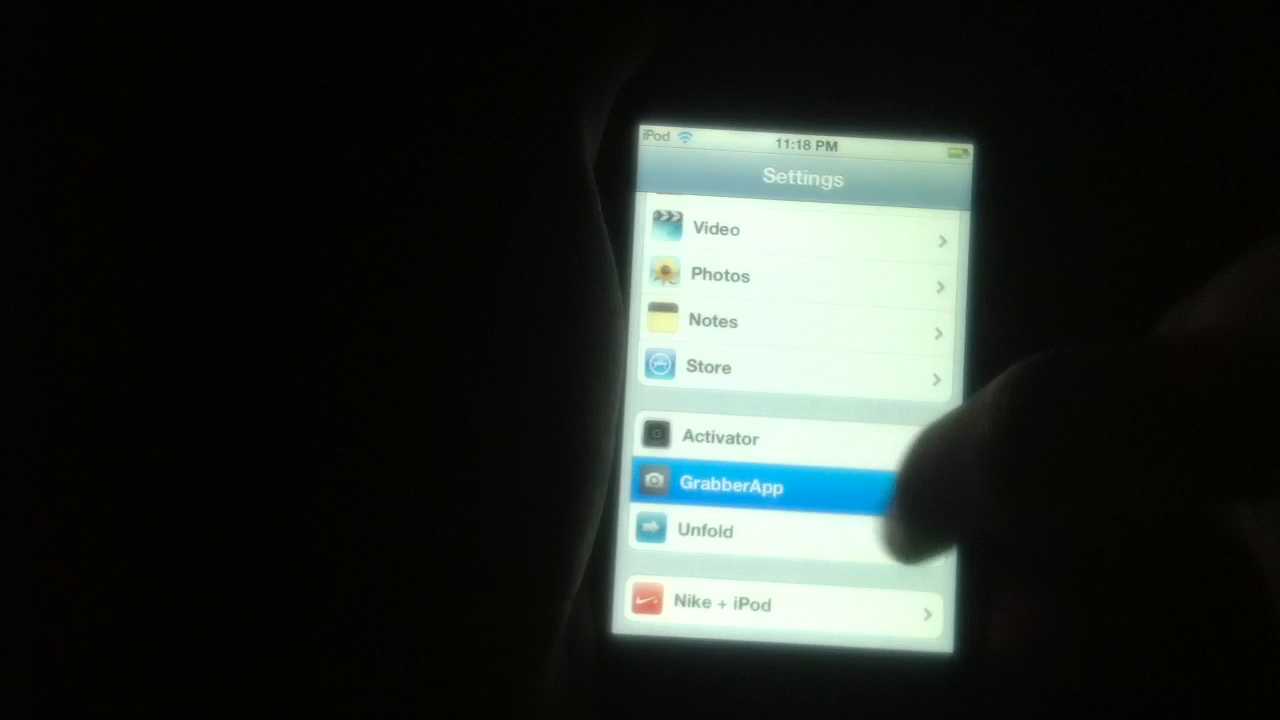 iPod
11:18 PM
Settings
Video
Photos
Notes
Store
Activator
GrabberApp
Unfold
Nike + iPod